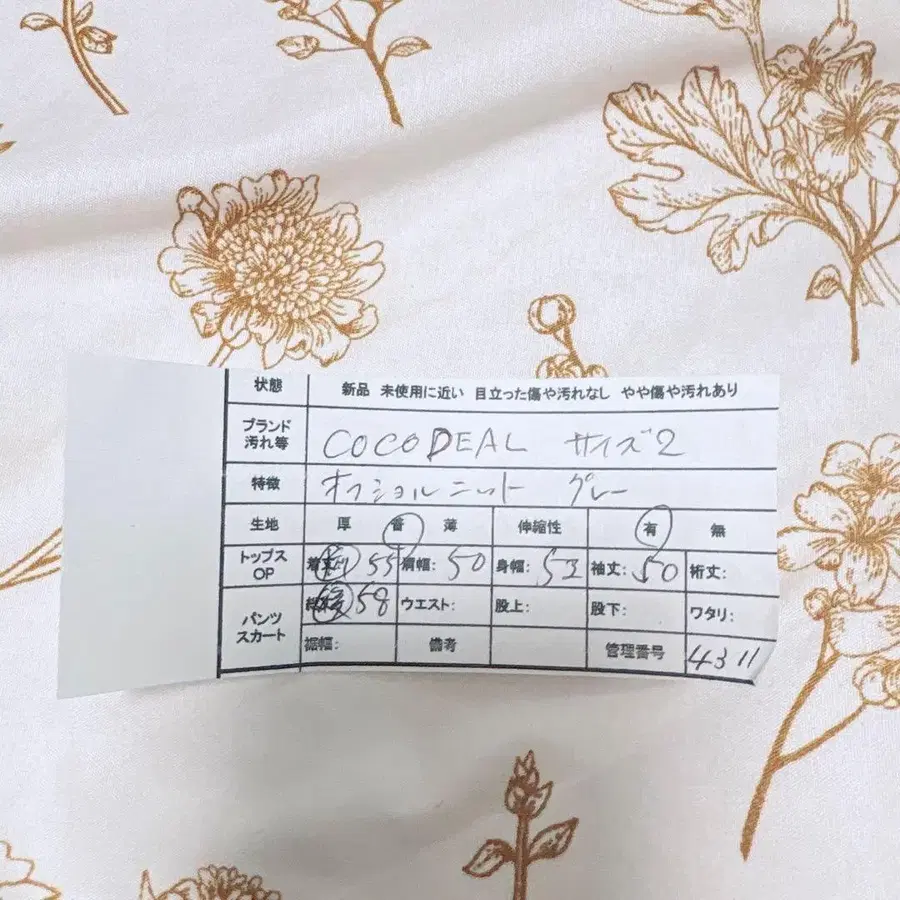 状態 新品 未使用に近い 目立った傷や汚れなし やや傷や汚れあり
ブランド
汚れ等 COCO DEAL サイズ2
特徴 オフショルニット グレー
生地 厚 普 薄 伸縮性 有 無
トップス
OP 着丈 前 55 肩幅: 50 身幅: 53 袖丈: 50 裄丈:
パンツ
スカート 後 58 ウエスト: 股上: 股下: ワタリ:
裾幅: 備考 管理番号 4311